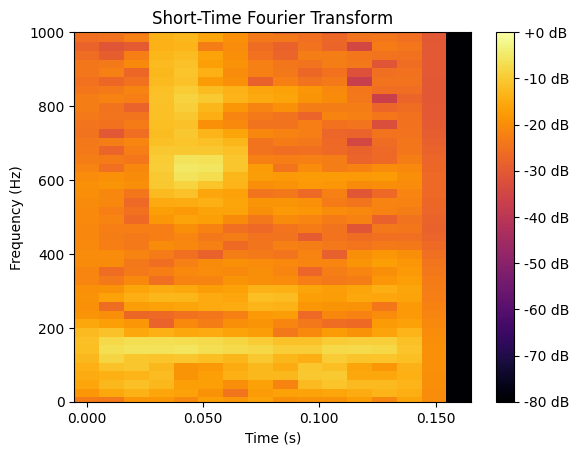 Short-Time Fourier Transform
1000
800
600
400
200
0
Frequency (Hz)
0.000
0.050
0.100
0.150
Time (s)
+0 dB
-10 dB
-20 dB
-30 dB
-40 dB
-50 dB
-60 dB
-70 dB
-80 dB